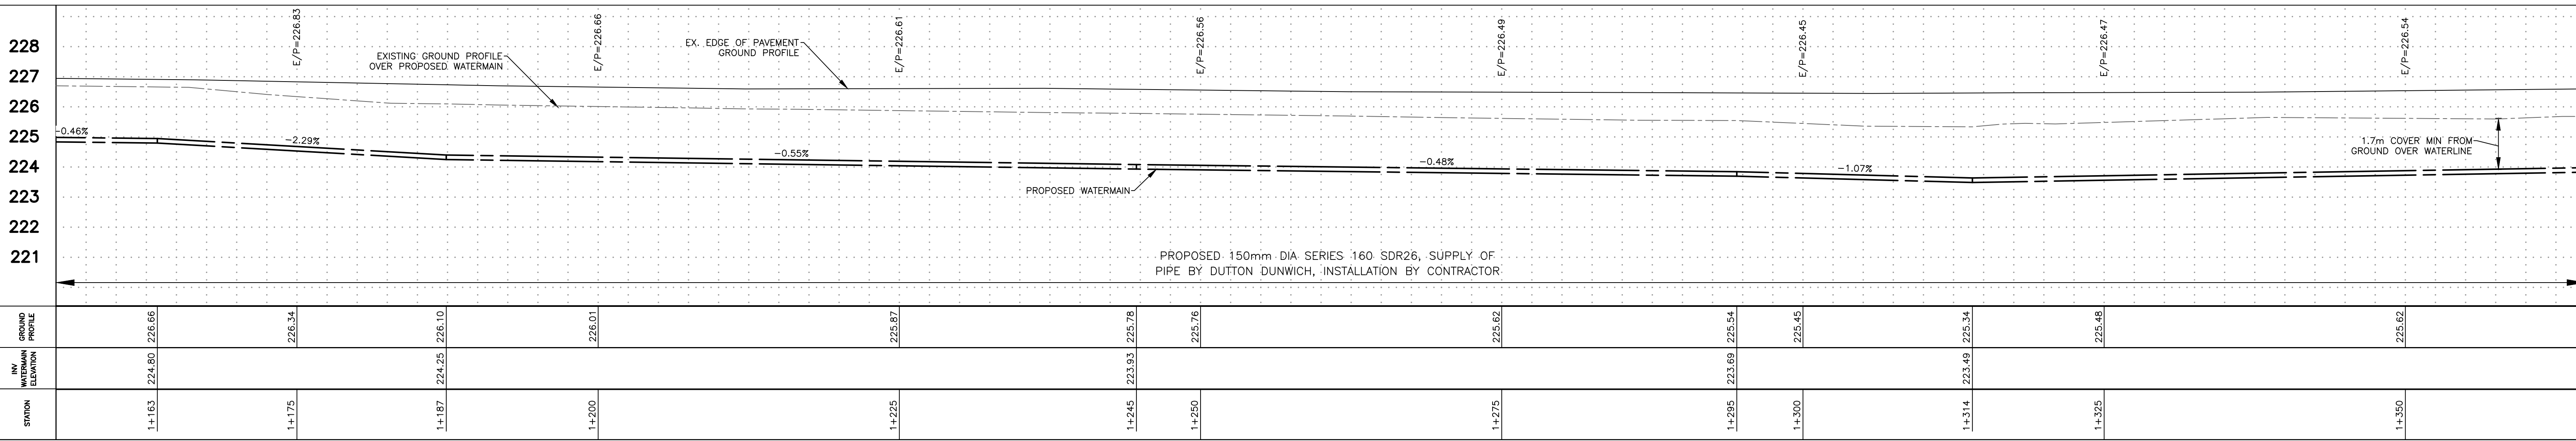 E/P=226.83
E/P=226.66
E/P=226.61
E/P=226.56
E/P=226.49
E/P=226.45
E/P=226.47
E/P=226.54
228
227
226
225
224
223
222
221
EXISTING GROUND PROFILE
OVER PROPOSED WATERMAIN
EX. EDGE OF PAVEMENT
GROUND PROFILE
-0.46%
-2.29%
-0.55%
-0.48%
-1.07%
1.7m COVER MIN FROM
GROUND OVER WATERLINE
PROPOSED WATERMAIN
PROPOSED 150mm DIA SERIES 160 SDR26, SUPPLY OF
PIPE BY DUTTON DUNWICH, INSTALLATION BY CONTRACTOR
GROUND
PROFILE
226.66
226.34
226.10
226.01
225.87
225.78
225.76
225.62
225.54
225.45
225.34
225.48
225.62
INV
WATERMAIN
ELEVATION
224.80
224.25
223.93
223.69
223.49
STATION
1+163
1+175
1+187
1+200
1+225
1+245
1+250
1+275
1+295
1+300
1+314
1+325
1+350